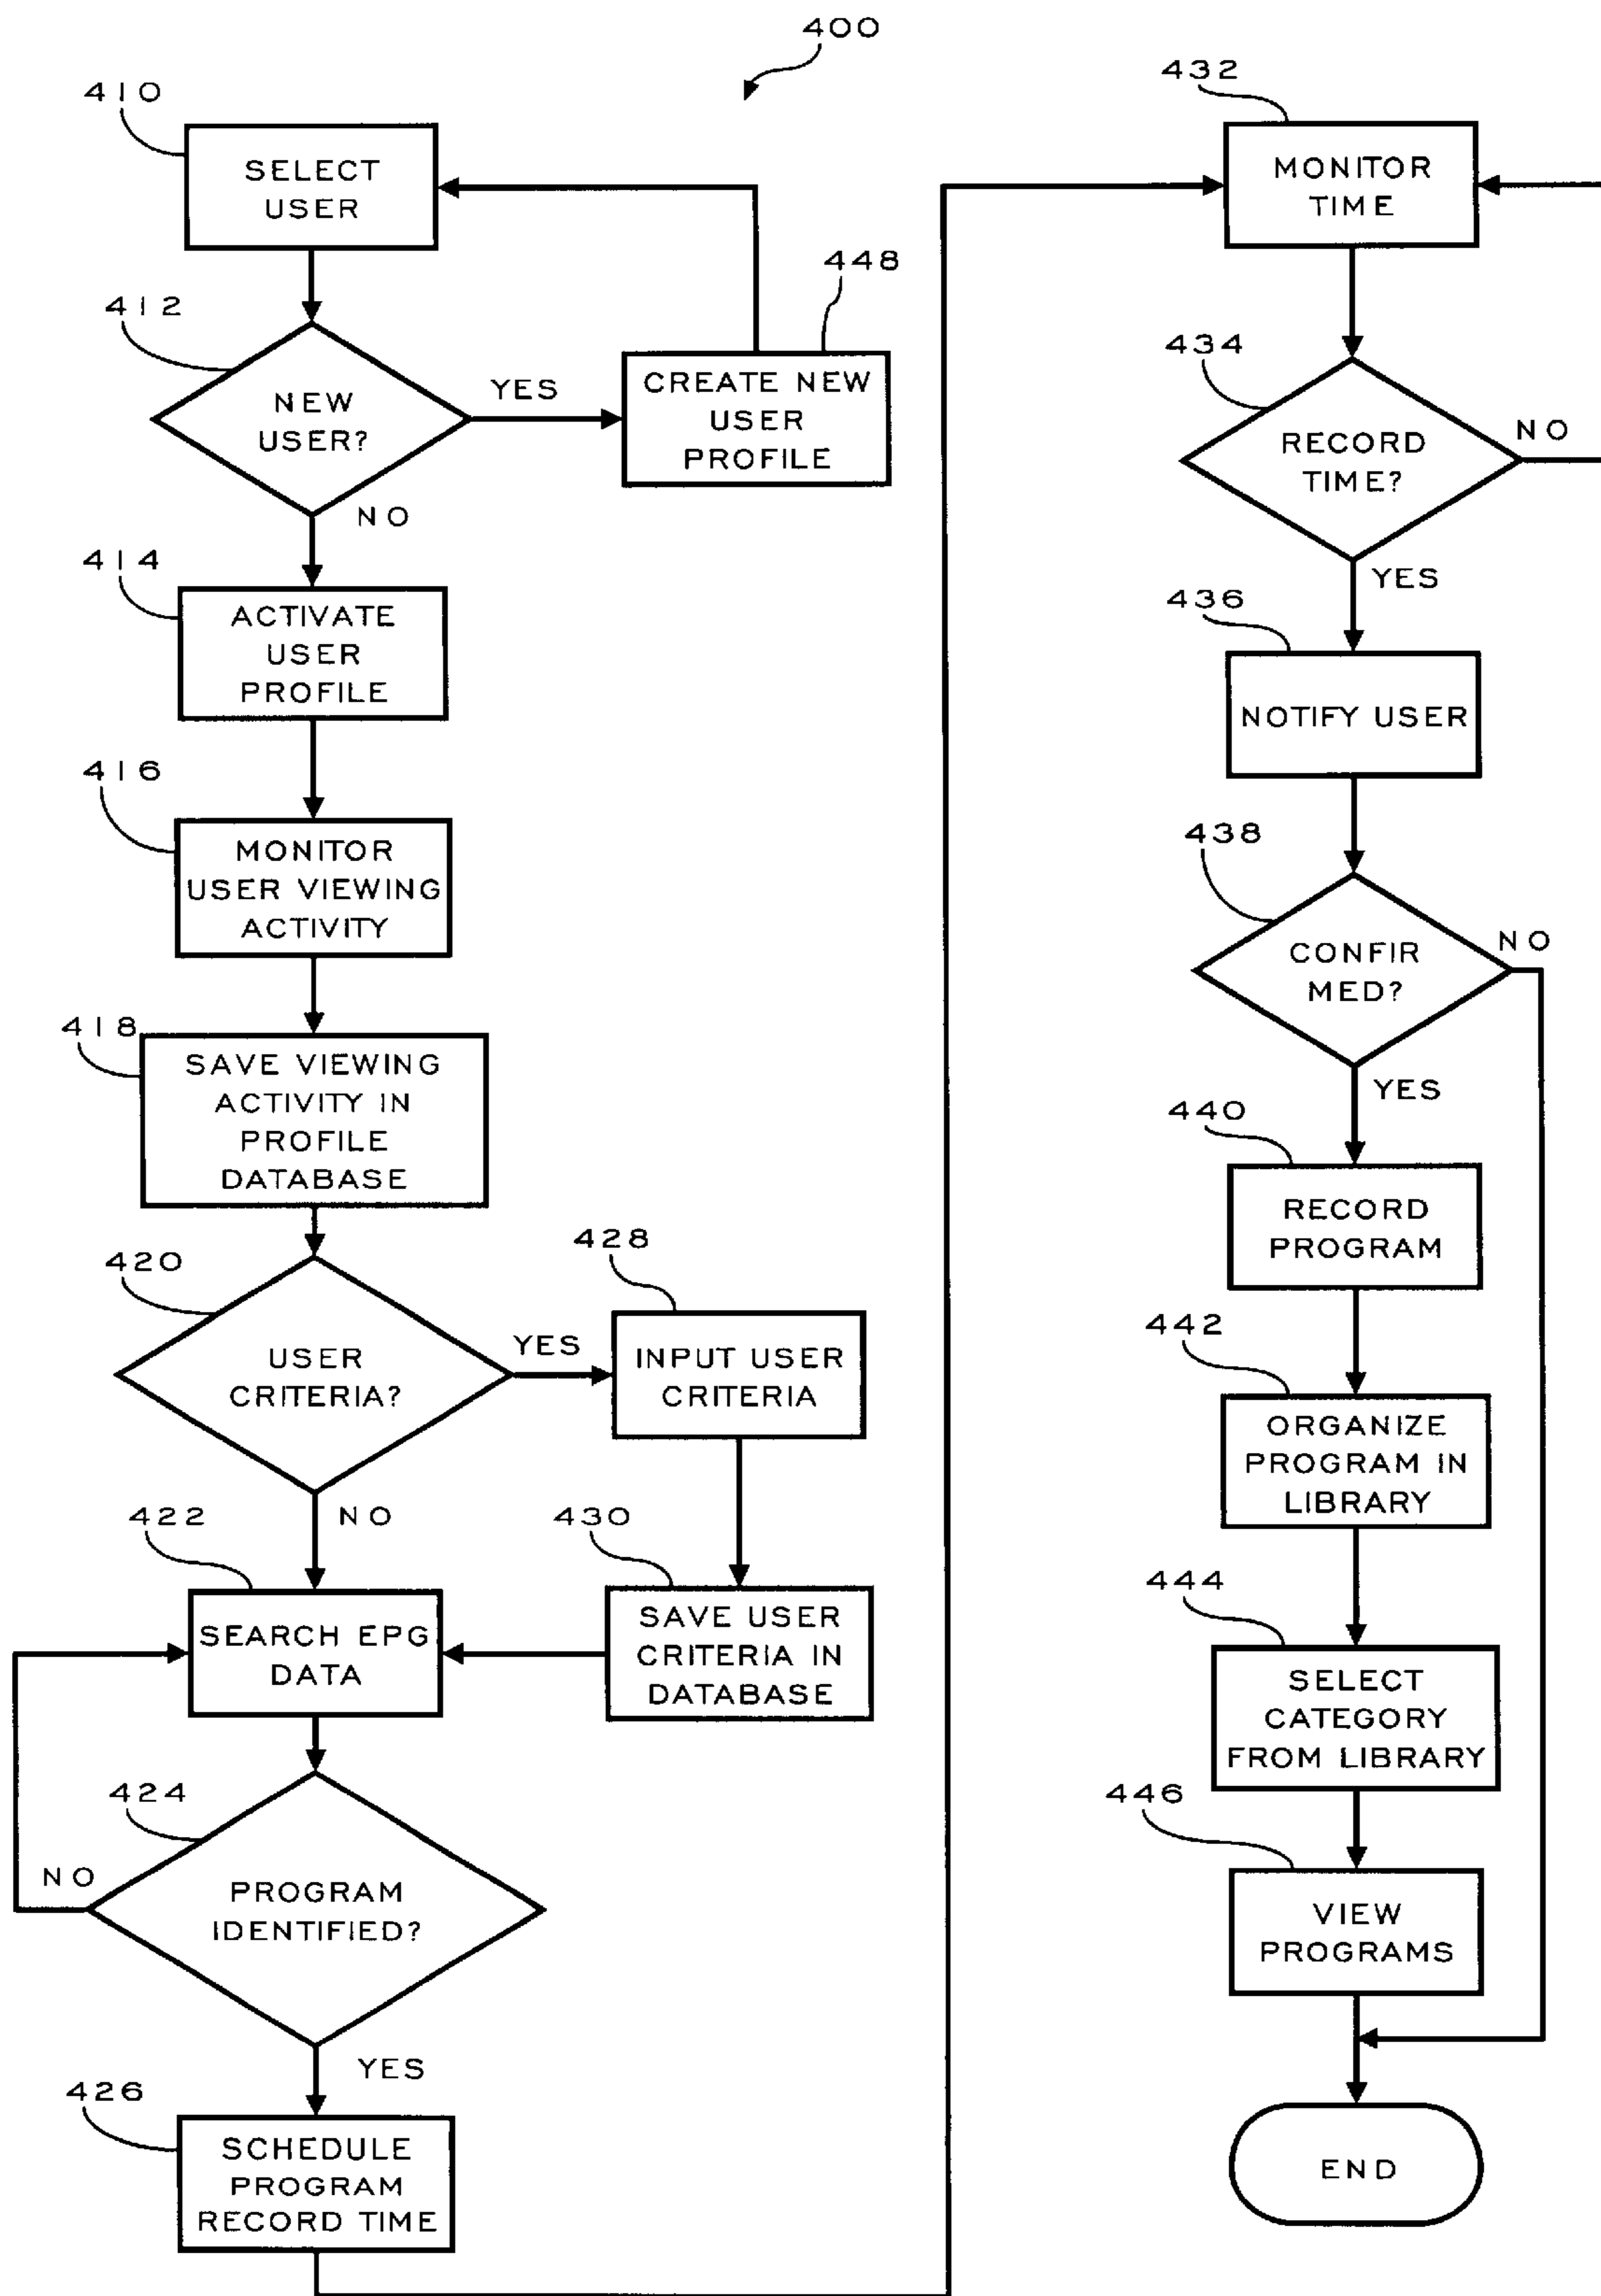 400
410
SELECT
USER
412
NEW
USER?
YES
448
CREATE NEW
USER
PROFILE
NO
414
ACTIVATE
USER
PROFILE
416
MONITOR
USER VIEWING
ACTIVITY
418
SAVE VIEWING
ACTIVITY IN
PROFILE
DATABASE
420
USER
CRITERIA?
YES
428
INPUT USER
CRITERIA
NO
422
SEARCH EPG
DATA
430
SAVE USER
CRITERIA IN
DATABASE
424
NO
PROGRAM
IDENTIFIED?
YES
426
SCHEDULE
PROGRAM
RECORD TIME
432
MONITOR
TIME
434
RECORD
TIME?
NO
YES
436
NOTIFY USER
438
CONFIR
MED?
NO
YES
440
RECORD
PROGRAM
442
ORGANIZE
PROGRAM IN
LIBRARY
444
SELECT
CATEGORY
FROM LIBRARY
446
VIEW
PROGRAMS
END